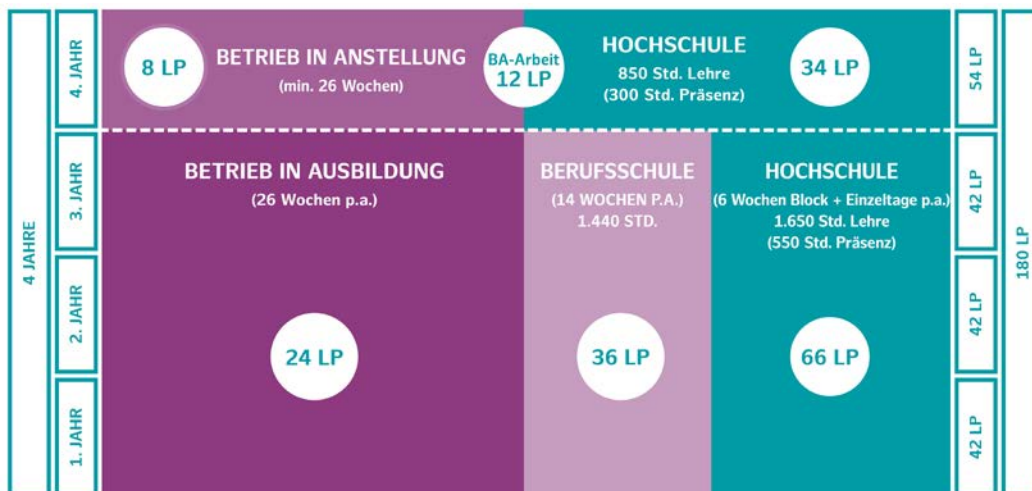 4 JAHRE
4. JAHR
3. JAHR
2. JAHR
1. JAHR
8 LP
BETRIEB IN ANSTELLUNG
(min. 26 Wochen)
BA-Arbeit
12 LP
HOCHSCHULE
850 Std. Lehre
(300 Std. Präsenz)
34 LP
BETRIEB IN AUSBILDUNG
(26 Wochen p.a.)
24 LP
BERUFSSCHULE
(14 WOCHEN P.A.)
1.440 STD.
36 LP
HOCHSCHULE
(6 Wochen Block + Einzeltage p.a.)
1.650 Std. Lehre
(550 Std. Präsenz)
66 LP
54 LP
42 LP
42 LP
42 LP
180 LP